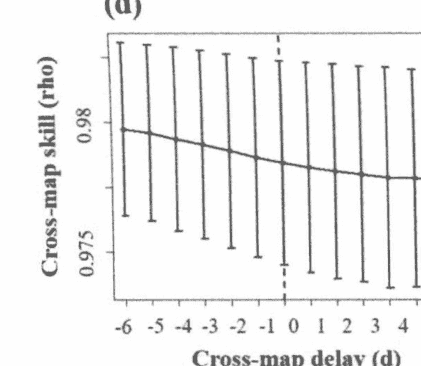 (d)
Cross-map skill (rho)
0.98
0.975
-6 -5 -4 -3 -2 -1 0 1 2 3 4
Cross-map delay (d)